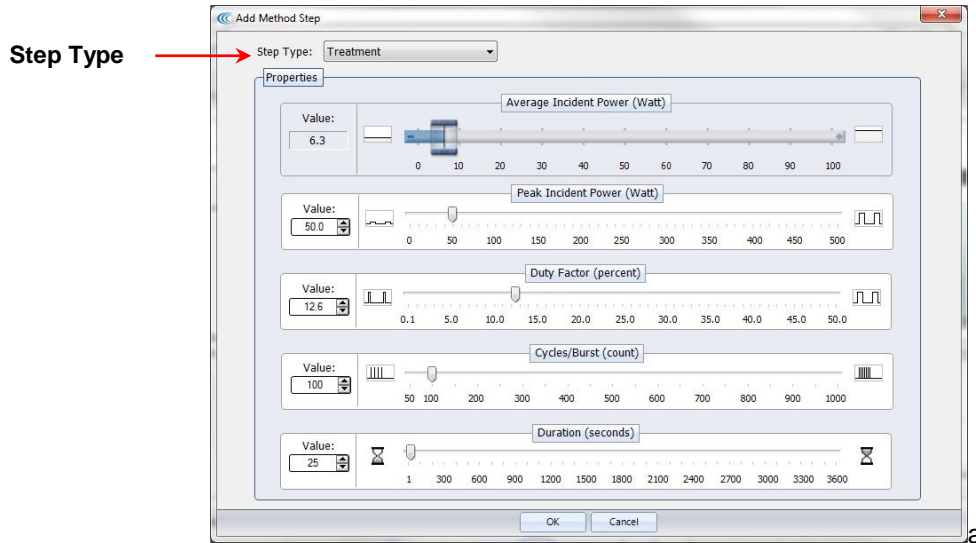 Add Method Step
Step Type
Step Type: Treatment
Properties
Average Incident Power (Watt)
Value:
6.3
0 10 20 30 40 50 60 70 80 90 100
Peak Incident Power (Watt)
Value:
50.0
0 50 100 150 200 250 300 350 400 450 500
Duty Factor (percent)
Value:
12.6
0.1 5.0 10.0 15.0 20.0 25.0 30.0 35.0 40.0 45.0 50.0
Cycles/Burst (count)
Value:
100
50 100 200 300 400 500 600 700 800 900 1000
Duration (seconds)
Value:
25
1 300 600 900 1200 1500 1800 2100 2400 2700 3000 3300 3600
OK Cancel
a